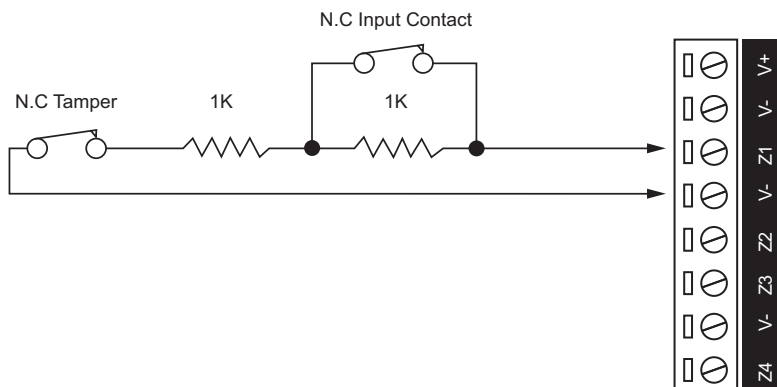 N.C Input Contact
N.C Tamper
1K
1K
V+
V-
Z1
V-
Z2
Z3
V-
Z4